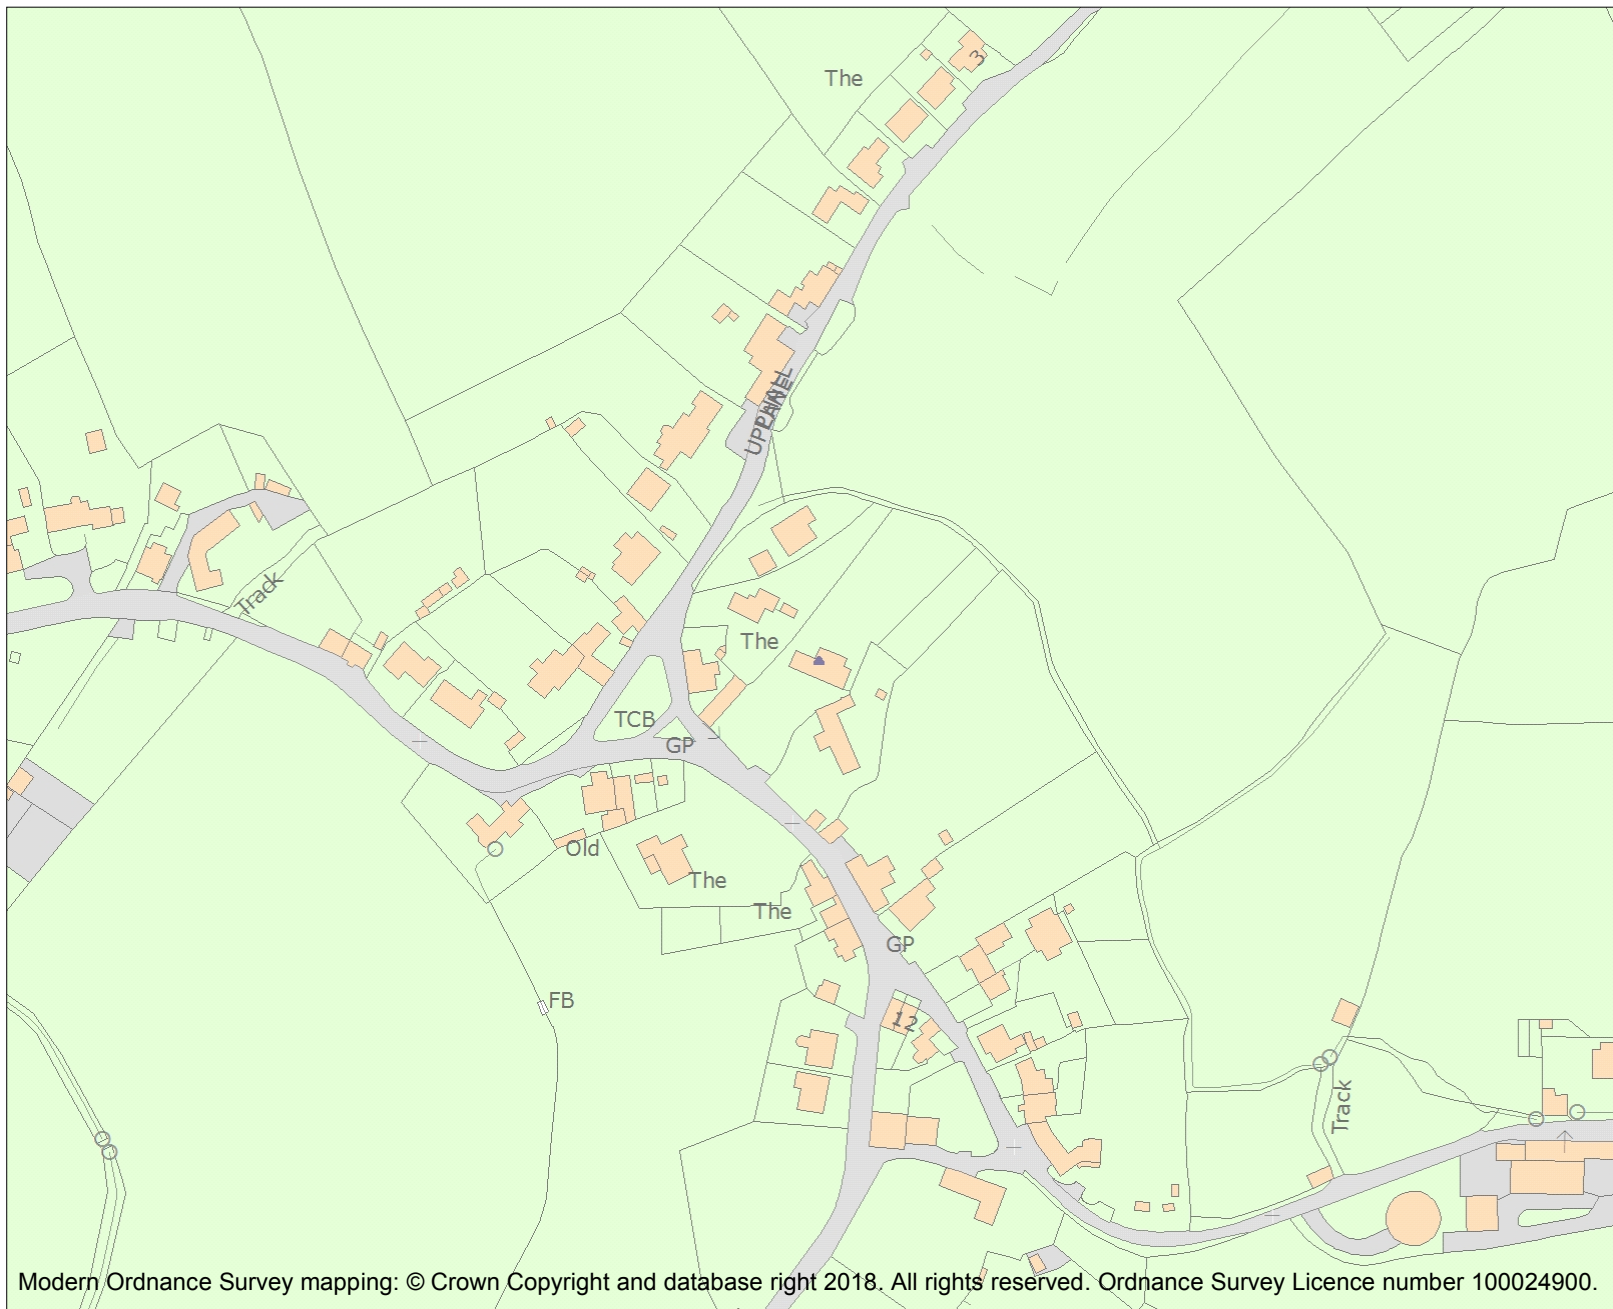 3
The
UPHALL
LANE
Track
The
TCB
GP
Old
The
The
GP
FB
12
Track
Modern Ordnance Survey mapping: © Crown Copyright and database right 2018. All rights reserved. Ordnance Survey Licence number 100024900.